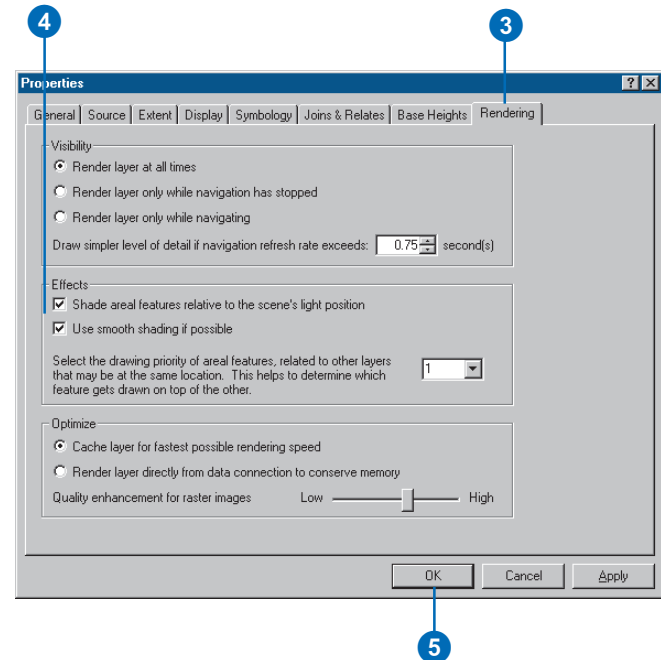 4
3
Properties
General Source Extent Display Symbology Joins & Relates Base Heights Rendering
Visibility
Render layer at all times
Render layer only while navigation has stopped
Render layer only while navigating
Draw simpler level of detail if navigation refresh rate exceeds: 0.75 second(s)
Effects
Shade areal features relative to the scene's light position
Use smooth shading if possible
Select the drawing priority of areal features, related to other layers
that may be at the same location. This helps to determine which
feature gets drawn on top of the other.
1
Optimize
Cache layer for fastest possible rendering speed
Render layer directly from data connection to conserve memory
Quality enhancement for raster images Low High
OK Cancel Apply
5